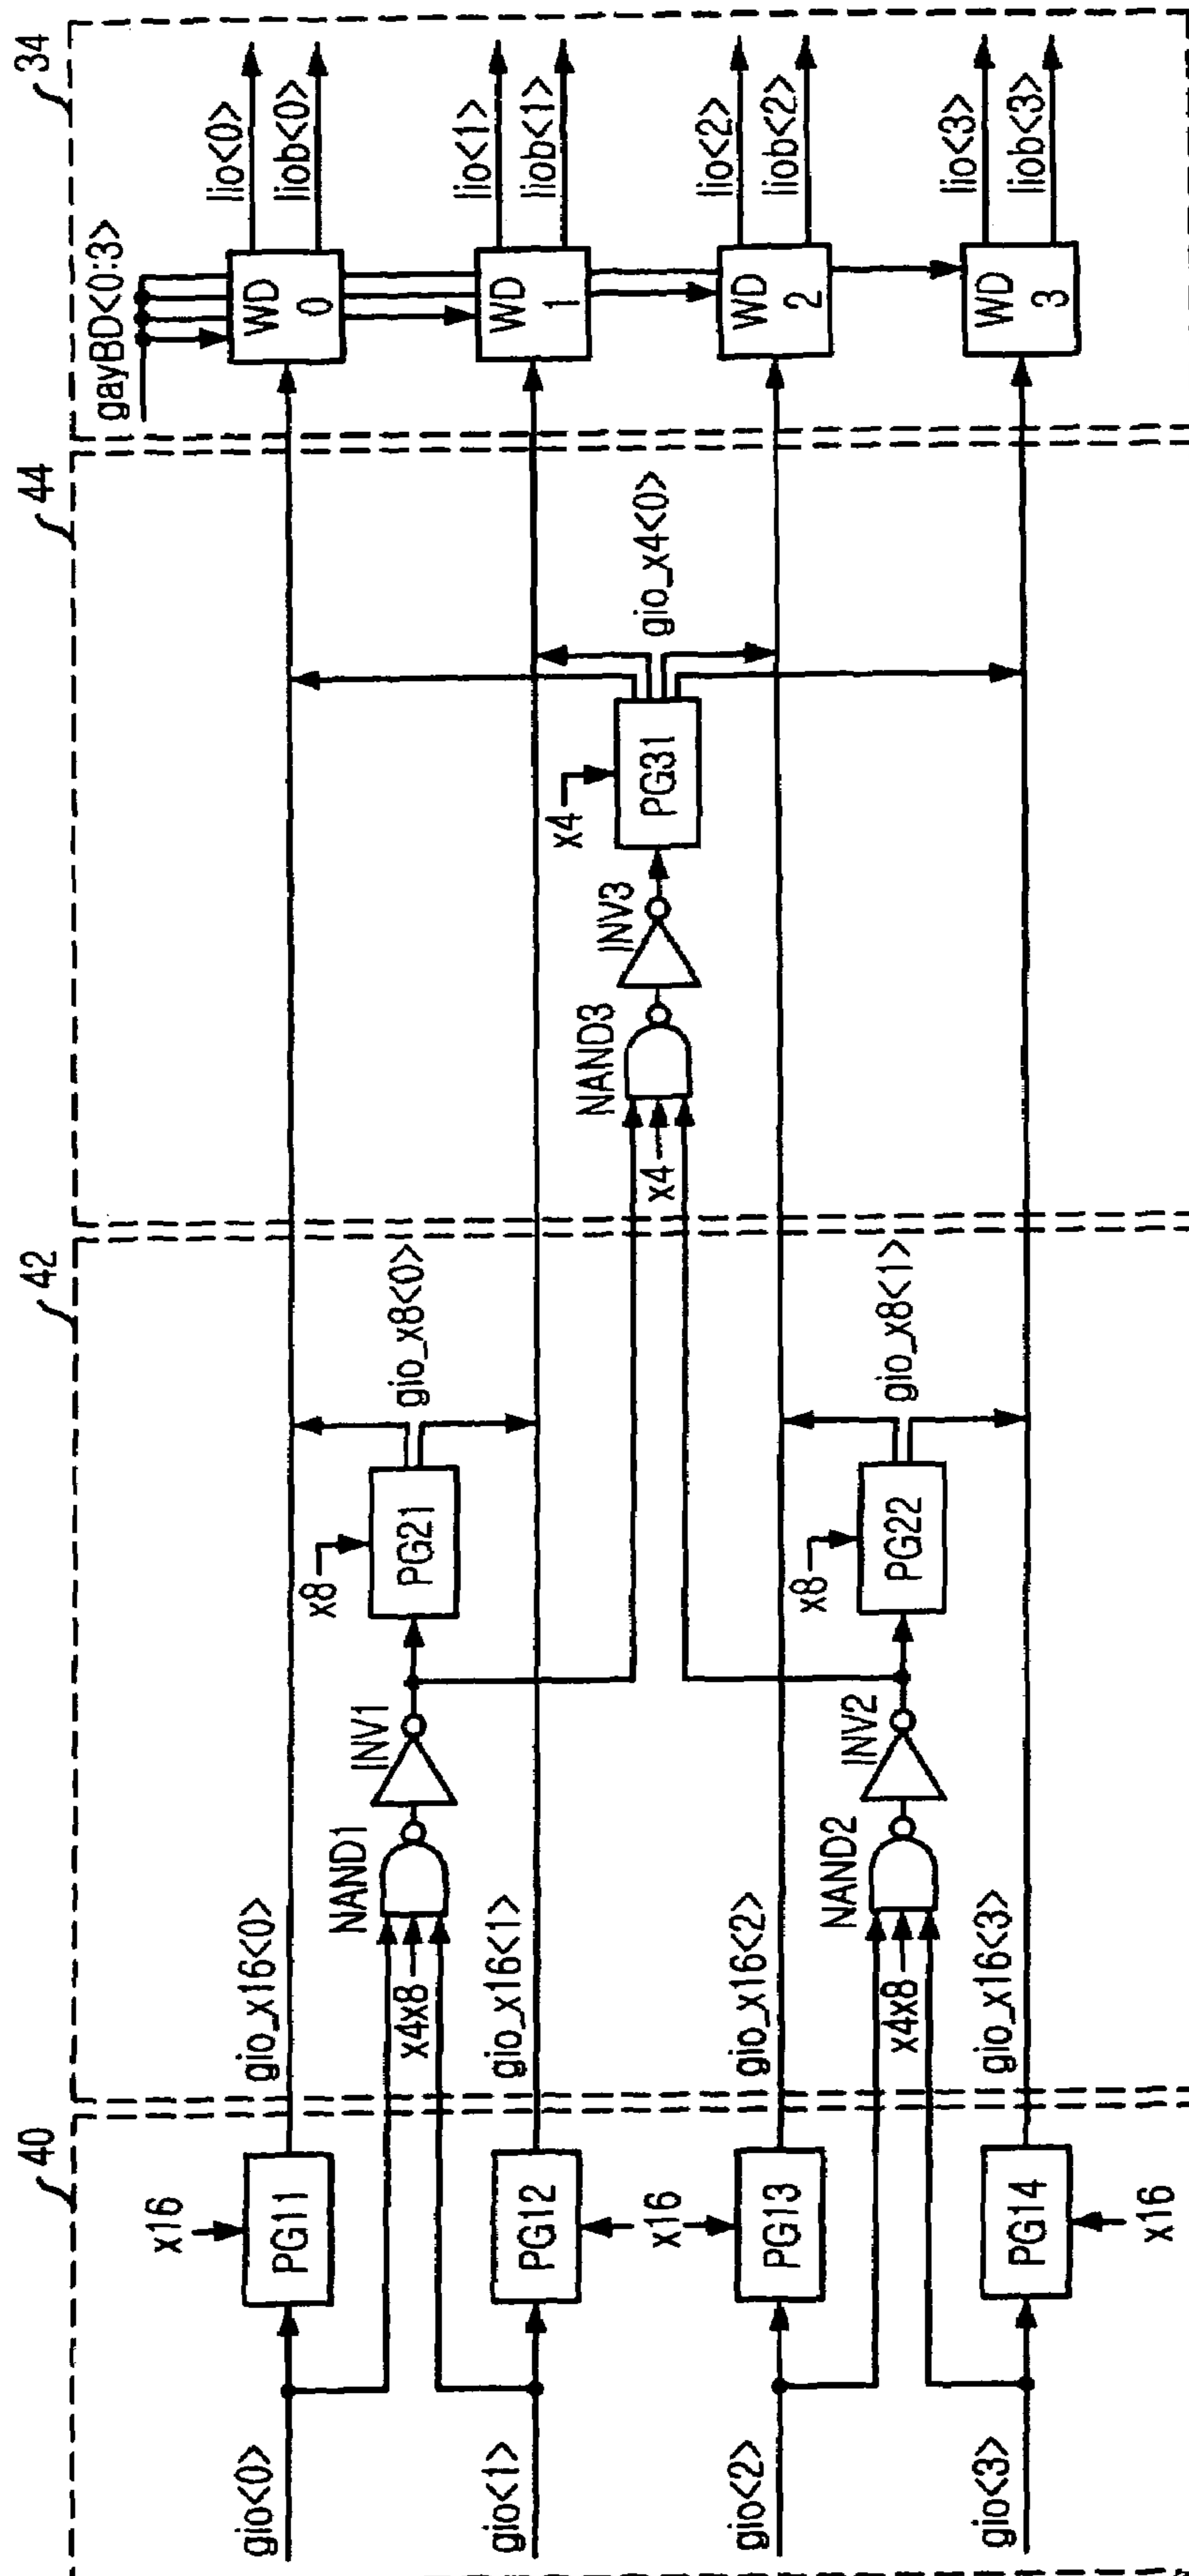 40
42
44
34
x16
gayBD<0:3>
gio<0>
PG11
gio_x16<0>
WD
0
lio<0>
liob<0>
NAND1
INV1
x8
x4x8
PG21
gio_x8<0>
gio<1>
PG12
gio_x16<1>
WD
1
lio<1>
liob<1>
x16
NAND3
INV3
x4
x4
PG31
gio_x4<0>
gio<2>
PG13
gio_x16<2>
WD
2
lio<2>
liob<2>
NAND2
INV2
x8
x4x8
PG22
gio_x8<1>
gio<3>
PG14
gio_x16<3>
WD
3
lio<3>
liob<3>
x16